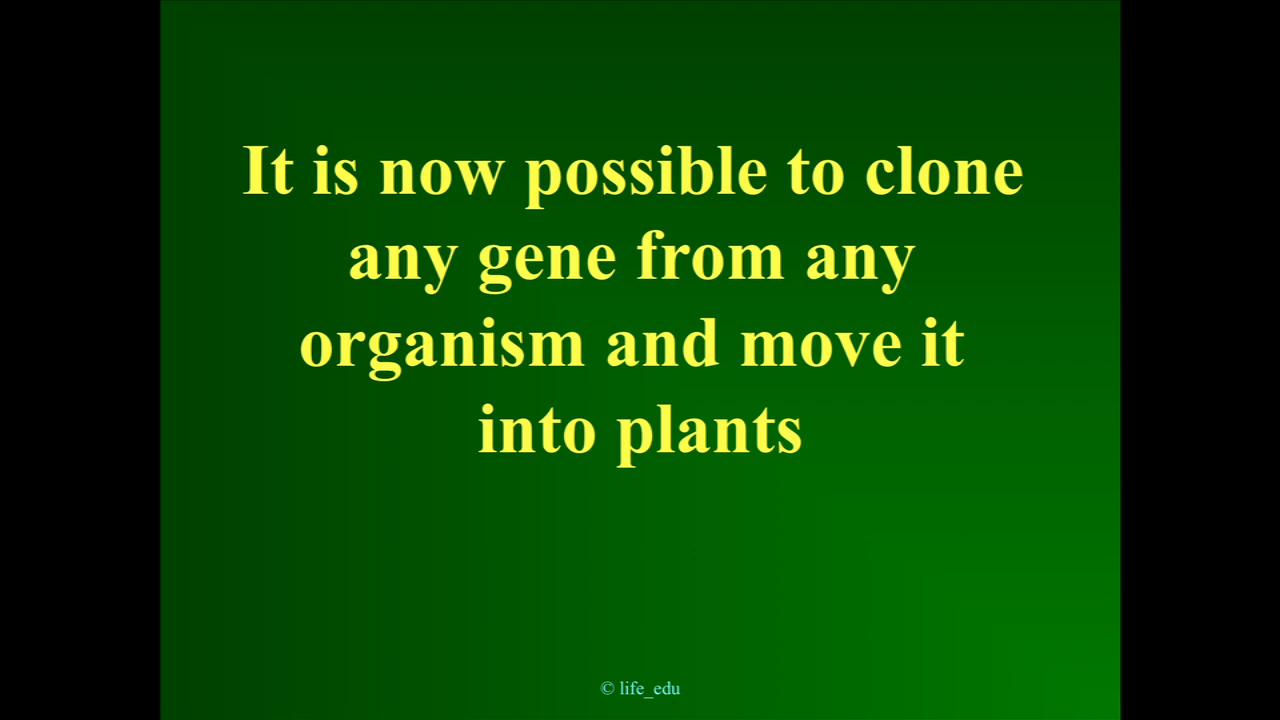 It is now possible to clone
any gene from any
organism and move it
into plants
© life_edu